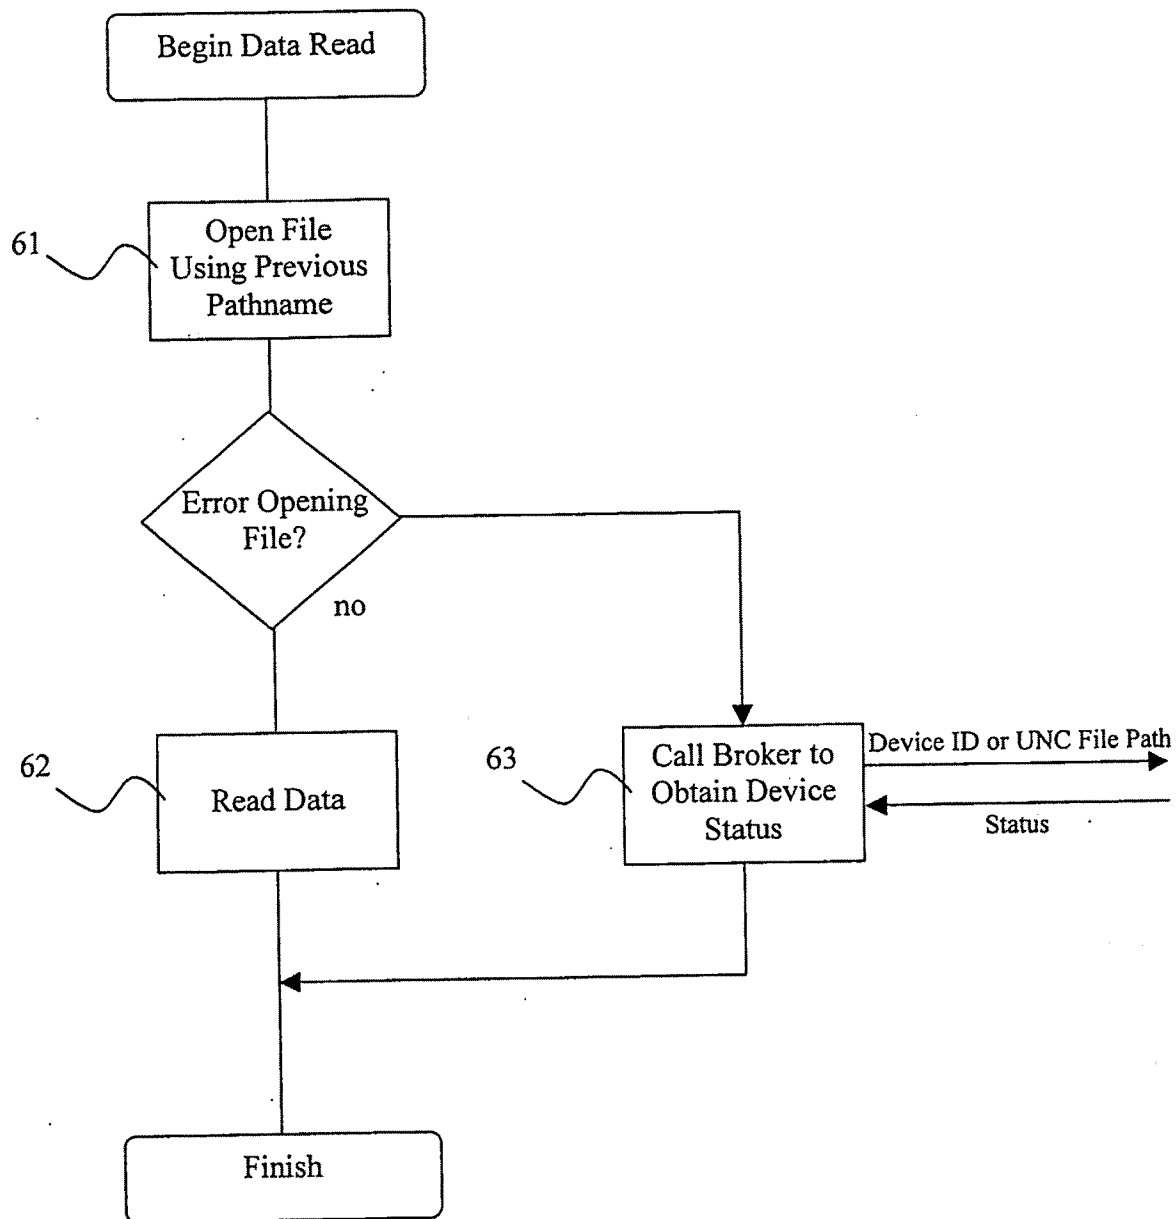 Begin Data Read
61
Open File
Using Previous
Pathname
Error Opening
File?
no
62
Read Data
63
Call Broker to
Obtain Device
Status
Device ID or UNC File Path
Status
Finish